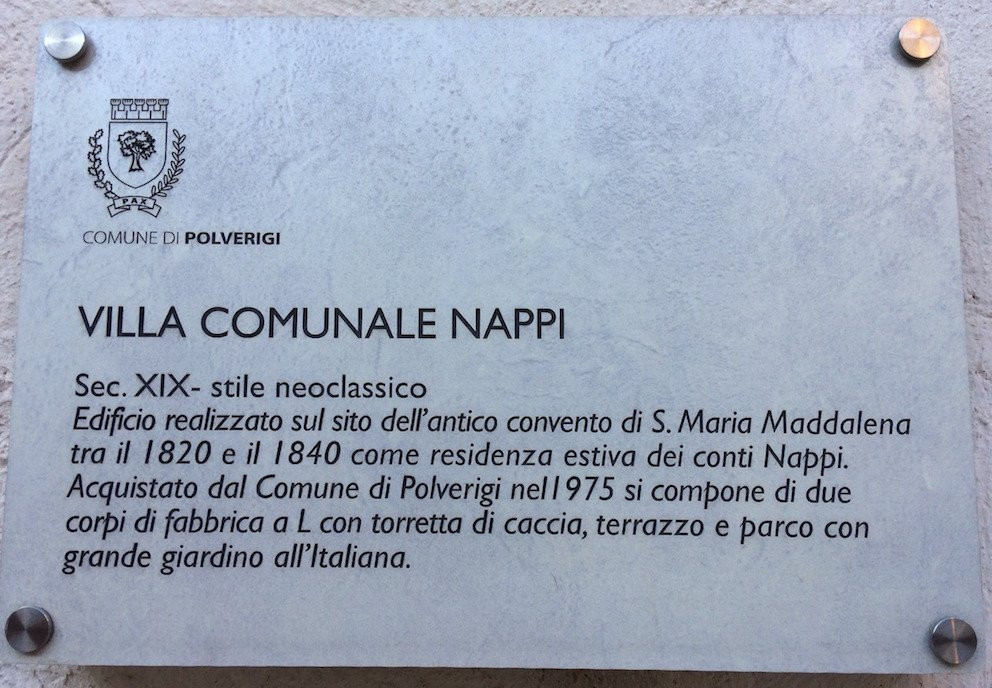 PAX
COMUNE DI POLVERIGI
VILLA COMUNALE NAPPI
Sec. XIX- stile neoclassico
Edificio realizzato sul sito dell'antico convento di S. Maria Maddalena
tra il 1820 e il 1840 come residenza estiva dei conti Nappi.
Acquistato dal Comune di Polverigi nel1975 si compone di due
corpi di fabbrica a L con torretta di caccia, terrazzo e parco con
grande giardino all'Italiana.